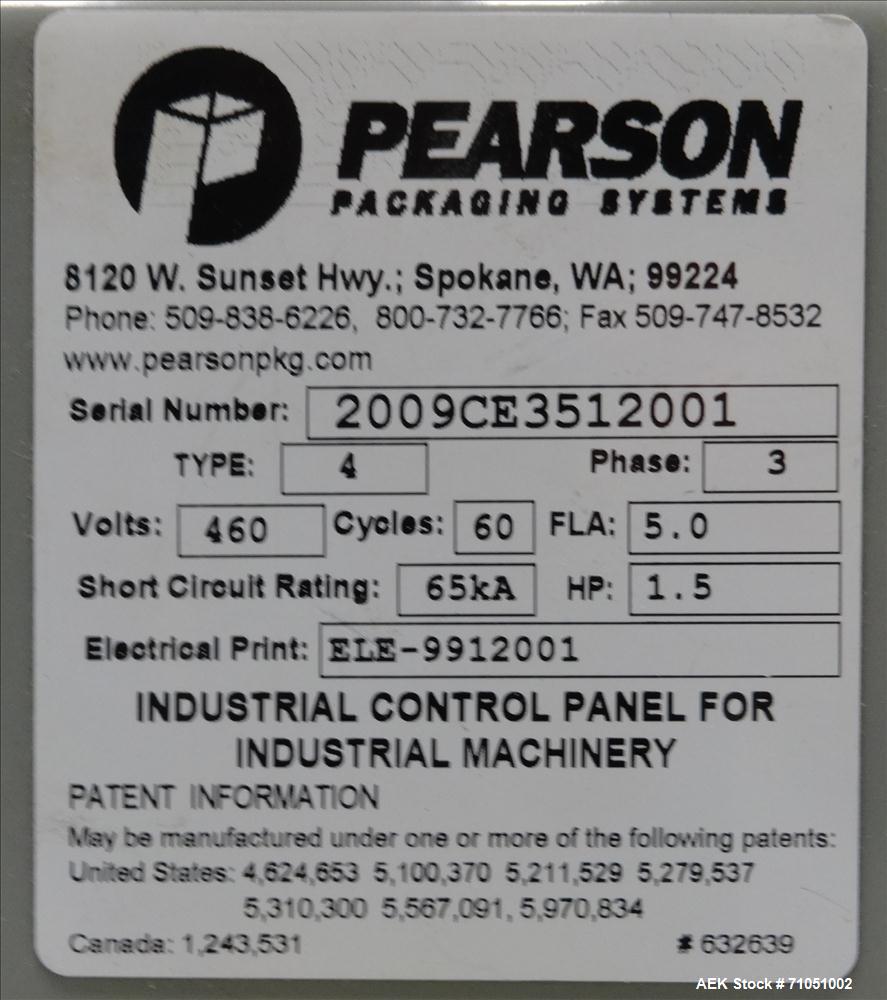 PEARSON
PACKAGING SYSTEMS
8120 W. Sunset Hwy.; Spokane, WA; 99224
Phone: 509-838-6226, 800-732-7766; Fax 509-747-8532
www.pearsonpkg.com
Serial Number: 2009CE3512001
TYPE: 4 Phase: 3
Volts: 460 Cycles: 60 FLA: 5.0
Short Circuit Rating: 65kA HP: 1.5
Electrical Print: ELE-9912001
INDUSTRIAL CONTROL PANEL FOR
INDUSTRIAL MACHINERY
PATENT INFORMATION
May be manufactured under one or more of the following patents:
United States: 4,624,653 5,100,370 5,211,529 5,279,537
5,310,300 5,567,091, 5,970,834
Canada: 1,243,531 # 632639
AEK Stock # 71051002